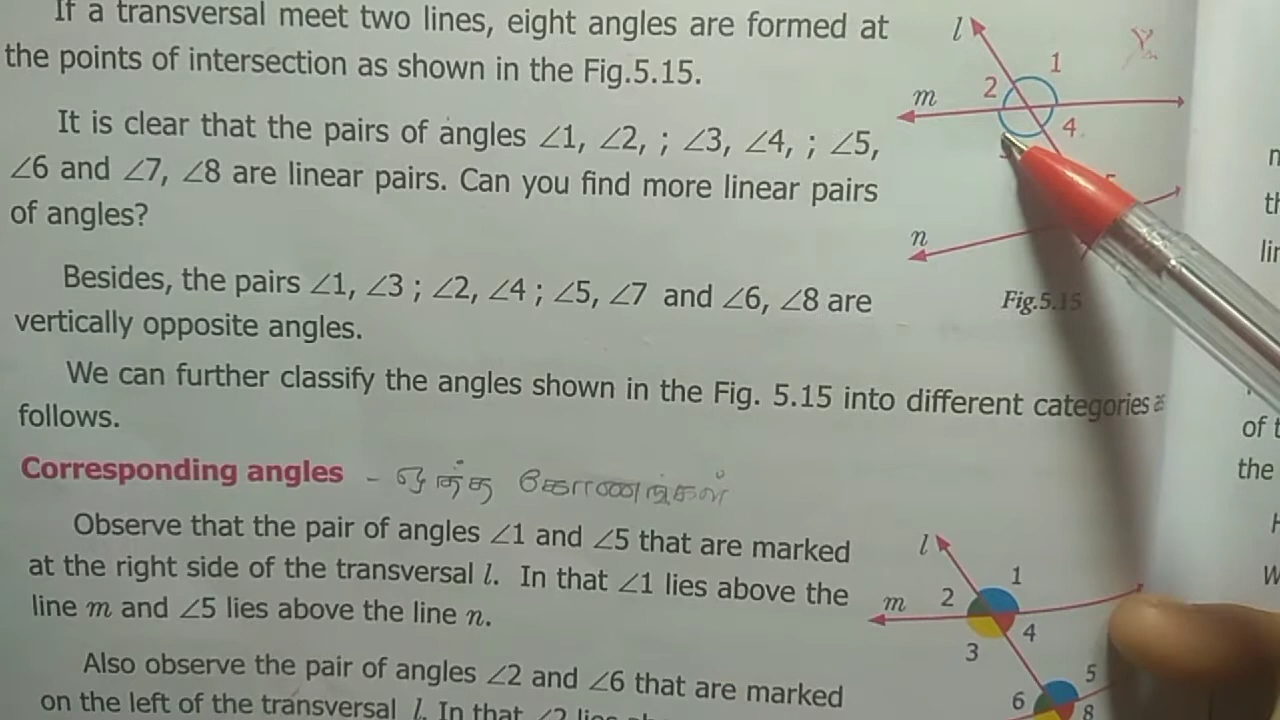 If a transversal meet two lines, eight angles are formed at
the points of intersection as shown in the Fig.5.15.
It is clear that the pairs of angles ∠1, ∠2, ; ∠3, ∠4, ; ∠5,
∠6 and ∠7, ∠8 are linear pairs. Can you find more linear pairs
of angles?
Besides, the pairs ∠1, ∠3 ; ∠2, ∠4 ; ∠5, ∠7 and ∠6, ∠8 are
vertically opposite angles.
l
1
2
m
4
n
Fig.5.15
We can further classify the angles shown in the Fig. 5.15 into different categories as
follows.
Corresponding angles - ஒத்த கோணங்கள்
Observe that the pair of angles ∠1 and ∠5 that are marked
at the right side of the transversal l. In that ∠1 lies above the
line m and ∠5 lies above the line n.
Also observe the pair of angles ∠2 and ∠6 that are marked
on the left of the transversal l. In that ∠2 lies
l
1
m 2
4
3
5
6
8
of t
the